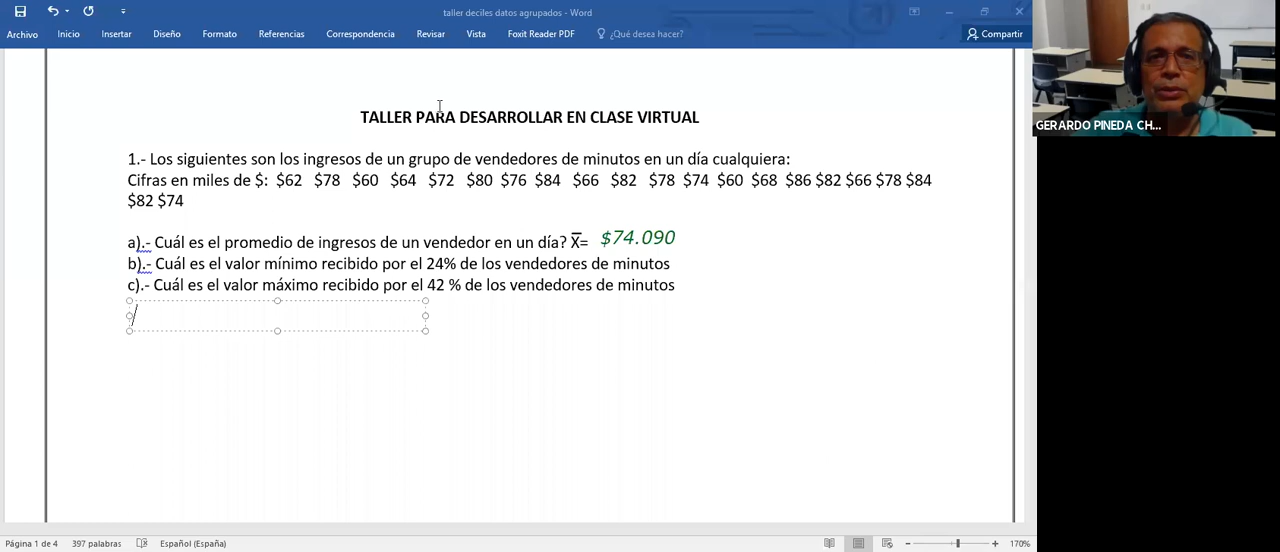 taller deciles datos agrupados - Word
Archivo Inicio Insertar Diseño Formato Referencias Correspondencia Revisar Vista Foxit Reader PDF ¿Qué desea hacer? Compartir
GERARDO PINEDA CH...
TALLER PARA DESARROLLAR EN CLASE VIRTUAL
1.- Los siguientes son los ingresos de un grupo de vendedores de minutos en un día cualquiera:
Cifras en miles de $: $62 $78 $60 $64 $72 $80 $76 $84 $66 $82 $78 $74 $60 $68 $86 $82 $66 $78 $84
$82 $74
a).- Cuál es el promedio de ingresos de un vendedor en un día? X̅= $74.090
b).- Cuál es el valor mínimo recibido por el 24% de los vendedores de minutos
c).- Cuál es el valor máximo recibido por el 42 % de los vendedores de minutos
Página 1 de 4 397 palabras Español (España) 170%